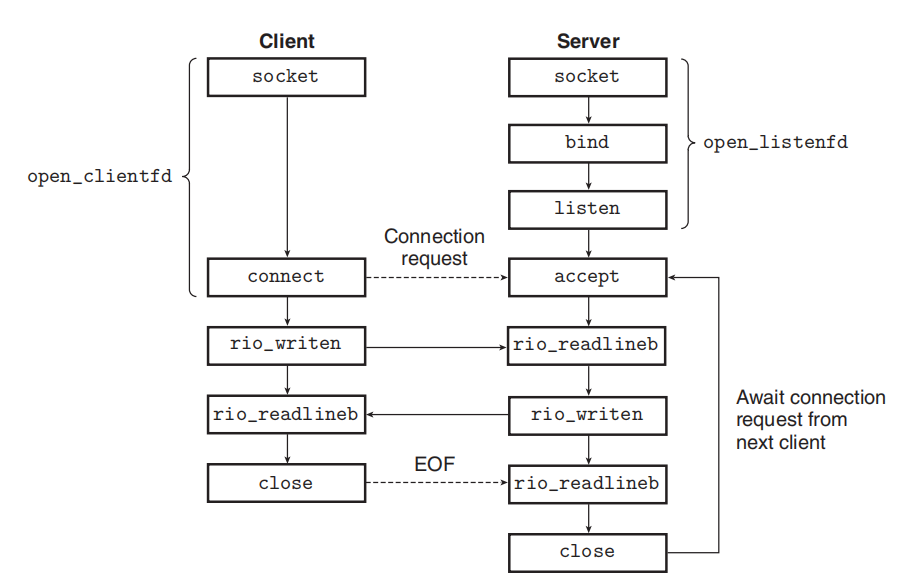 Client
Server
socket
socket
bind
open_listenfd
open_clientfd
listen
Connection
request
connect
accept
rio_writen
rio_readlineb
Await connection
request from
next client
rio_readlineb
rio_writen
EOF
close
rio_readlineb
close